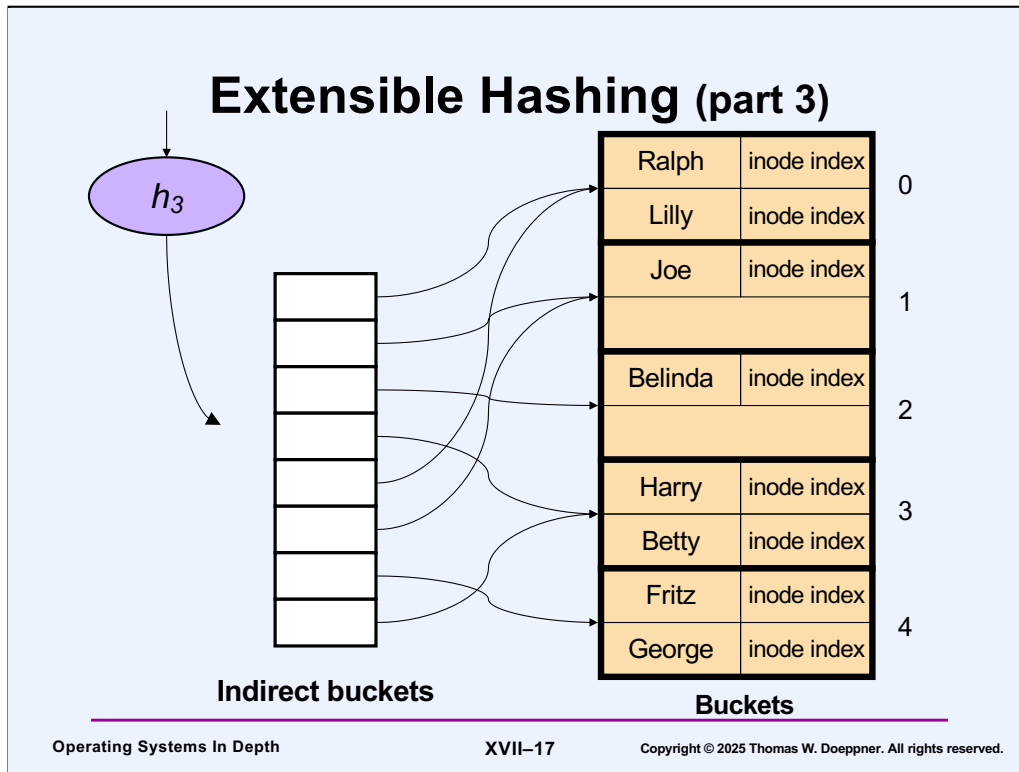 Extensible Hashing (part 3)
h3
Ralph inode index
0
Lilly inode index
Joe inode index
1
Belinda inode index
2
Harry inode index
3
Betty inode index
Fritz inode index
4
George inode index
Indirect buckets
Buckets
Operating Systems In Depth XVII–17 Copyright © 2025 Thomas W. Doeppner. All rights reserved.